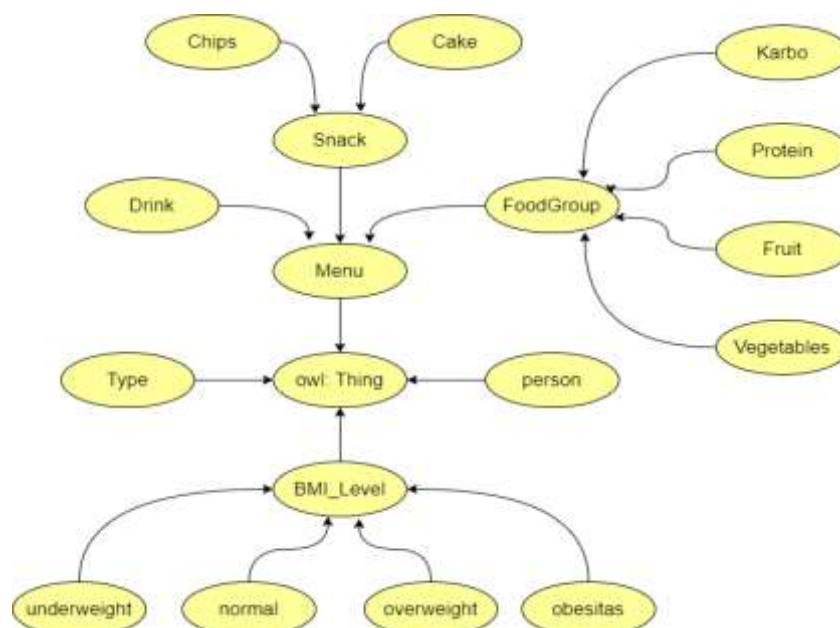 Chips
Cake
Karbo
Snack
Protein
Drink
FoodGroup
Menu
Fruit
Vegetables
Type
owl: Thing
person
BMI_Level
underweight
normal
overweight
obesitas